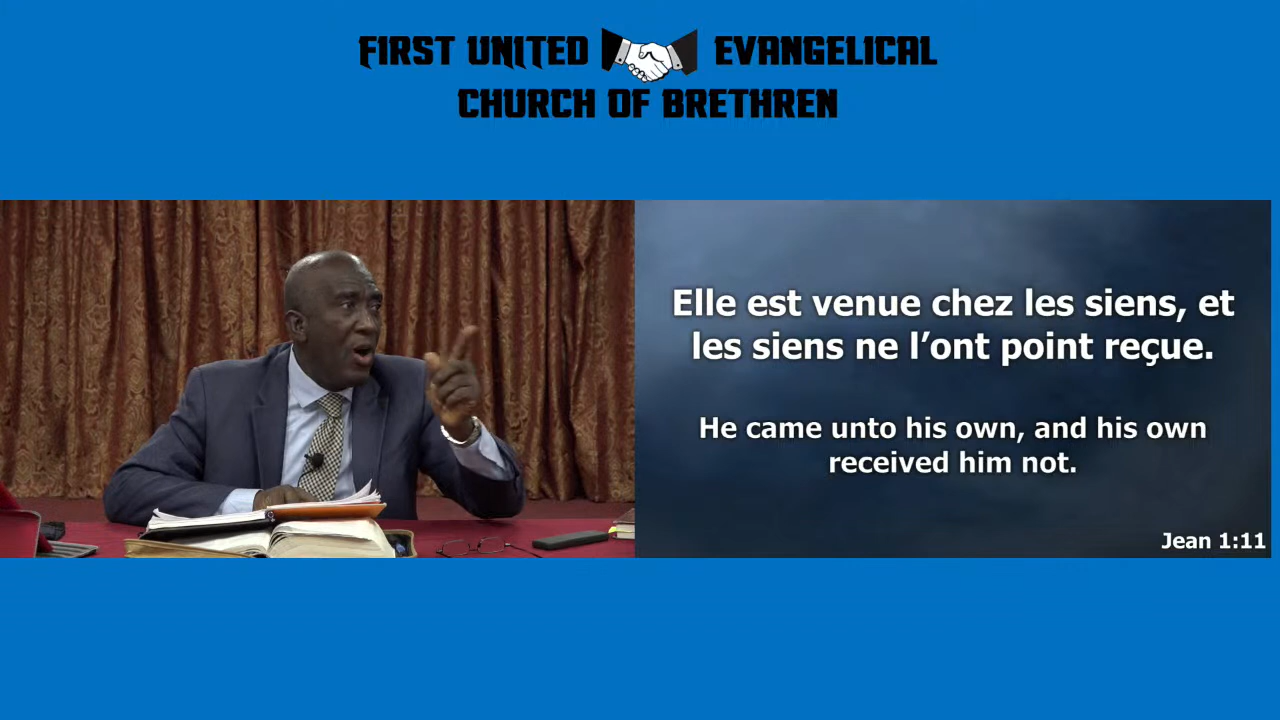 FIRST UNITED EVANGELICAL
CHURCH OF BRETHREN
Elle est venue chez les siens, et
les siens ne l’ont point reçue.
He came unto his own, and his own
received him not.
Jean 1:11